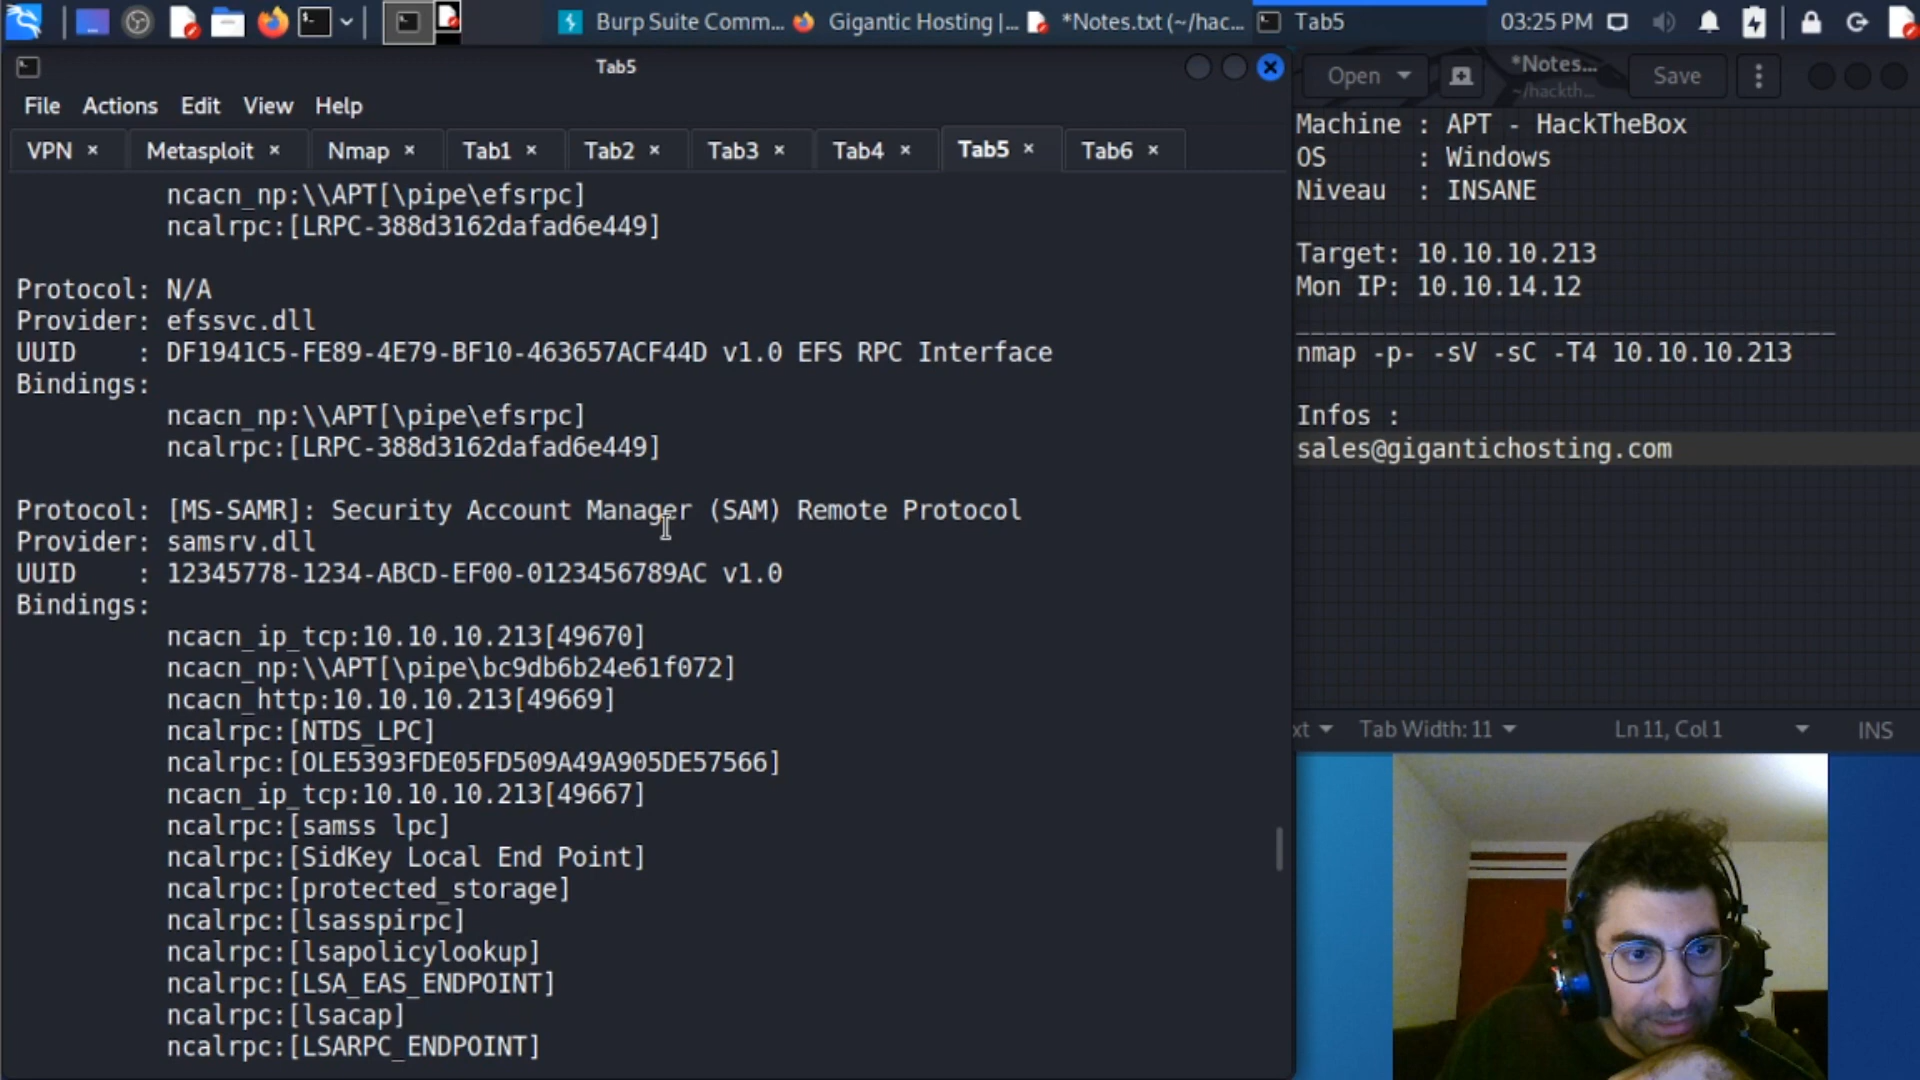 Burp Suite Comm...
Gigantic Hosting |...
*Notes.txt (~/hac...
Tab5
03:25 PM
Tab5
File Actions Edit View Help
VPN × Metasploit × Nmap × Tab1 × Tab2 × Tab3 × Tab4 × Tab5 × Tab6 ×
ncacn_np:\\APT[\pipe\efsrpc]
ncalrpc:[LRPC-388d3162dafad6e449]
Protocol: N/A
Provider: efssvc.dll
UUID    : DF1941C5-FE89-4E79-BF10-463657ACF44D v1.0 EFS RPC Interface
Bindings:
ncacn_np:\\APT[\pipe\efsrpc]
ncalrpc:[LRPC-388d3162dafad6e449]
Protocol: [MS-SAMR]: Security Account Manager (SAM) Remote Protocol
Provider: samsrv.dll
UUID    : 12345778-1234-ABCD-EF00-0123456789AC v1.0
Bindings:
ncacn_ip_tcp:10.10.10.213[49670]
ncacn_np:\\APT[\pipe\bc9db6b24e61f072]
ncacn_http:10.10.10.213[49669]
ncalrpc:[NTDS_LPC]
ncalrpc:[OLE5393FDE05FD509A49A905DE57566]
ncacn_ip_tcp:10.10.10.213[49667]
ncalrpc:[samss lpc]
ncalrpc:[SidKey Local End Point]
ncalrpc:[protected_storage]
ncalrpc:[lsasspirpc]
ncalrpc:[lsapolicylookup]
ncalrpc:[LSA_EAS_ENDPOINT]
ncalrpc:[lsacap]
ncalrpc:[LSARPC_ENDPOINT]
Open
*Notes...
~/hackth...
Save
Machine : APT - HackTheBox
OS      : Windows
Niveau  : INSANE
Target: 10.10.10.213
Mon IP: 10.10.14.12
____________________________________
nmap -p- -sV -sC -T4 10.10.10.213
Infos :
sales@gigantichosting.com
xt Tab Width: 11 Ln 11, Col 1 INS